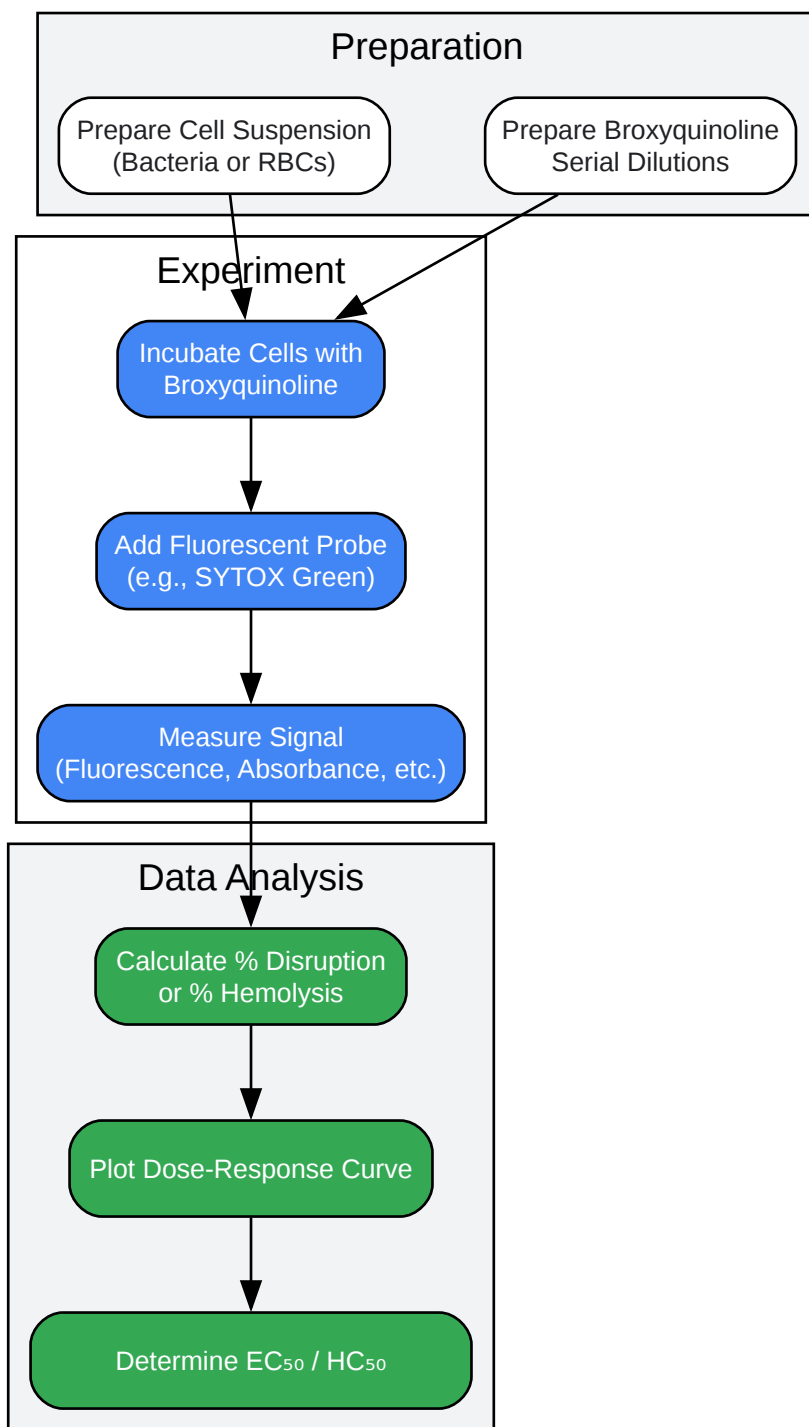 Preparation
Prepare Cell Suspension
(Bacteria or RBCs)
Prepare Broxyquinoline
Serial Dilutions
Experiment
Incubate Cells with
Broxyquinoline
Add Fluorescent Probe
(e.g., SYTOX Green)
Measure Signal
(Fluorescence, Absorbance, etc.)
Data Analysis
Calculate % Disruption
or % Hemolysis
Plot Dose-Response Curve
Determine EC₅₀ / HC₅₀